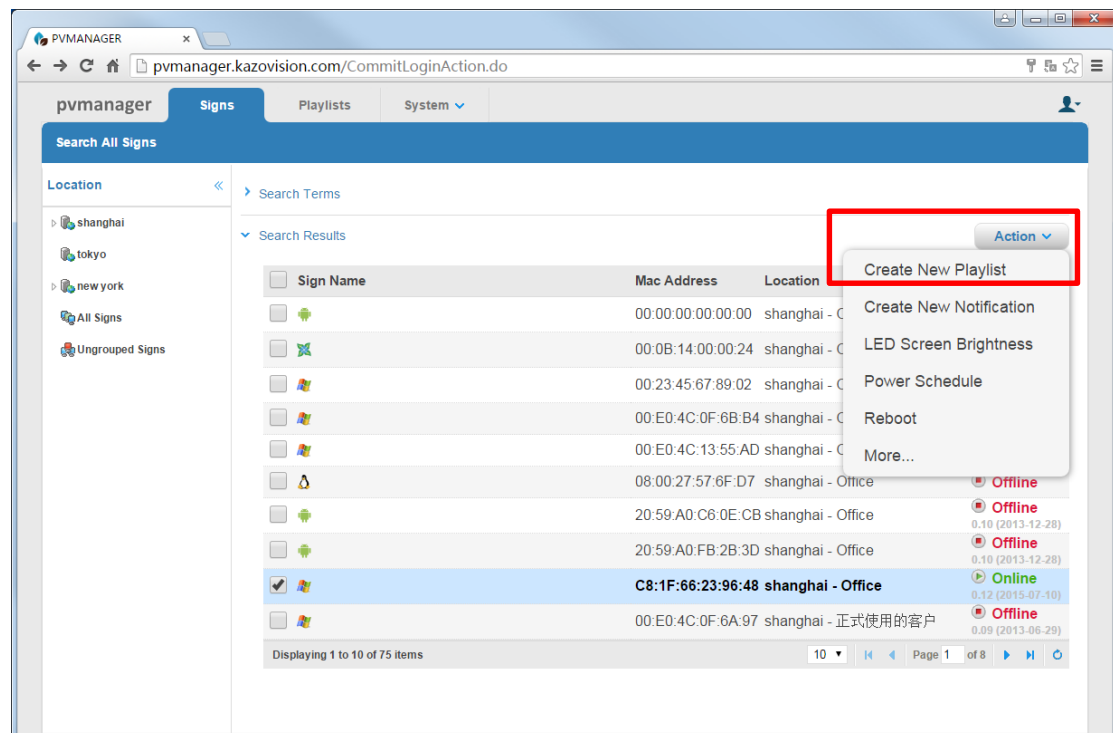 PVMANAGER
pvmanager.kazovision.com/CommitLoginAction.do
pvmanager Signs Playlists System
Search All Signs
Location
shanghai
tokyo
new york
All Signs
Ungrouped Signs
Search Terms
Search Results
Action
Create New Playlist
Create New Notification
LED Screen Brightness
Power Schedule
Reboot
More...
Sign Name Mac Address Location
00:00:00:00:00:00 shanghai -
00:0B:14:00:00:24 shanghai -
00:23:45:67:89:02 shanghai -
00:E0:4C:0F:6B:B4 shanghai -
00:E0:4C:13:55:AD shanghai -
08:00:27:57:6F:D7 shanghai - Office Offline
20:59:A0:C6:0E:CB shanghai - Office Offline
0.10 (2013-12-28)
20:59:A0:FB:2B:3D shanghai - Office Offline
0.10 (2013-12-28)
C8:1F:66:23:96:48 shanghai - Office Online
0.12 (2015-07-10)
00:E0:4C:0F:6A:97 shanghai - 正式使用的客户 Offline
0.09 (2013-06-29)
Displaying 1 to 10 of 75 items 10 Page 1 of 8